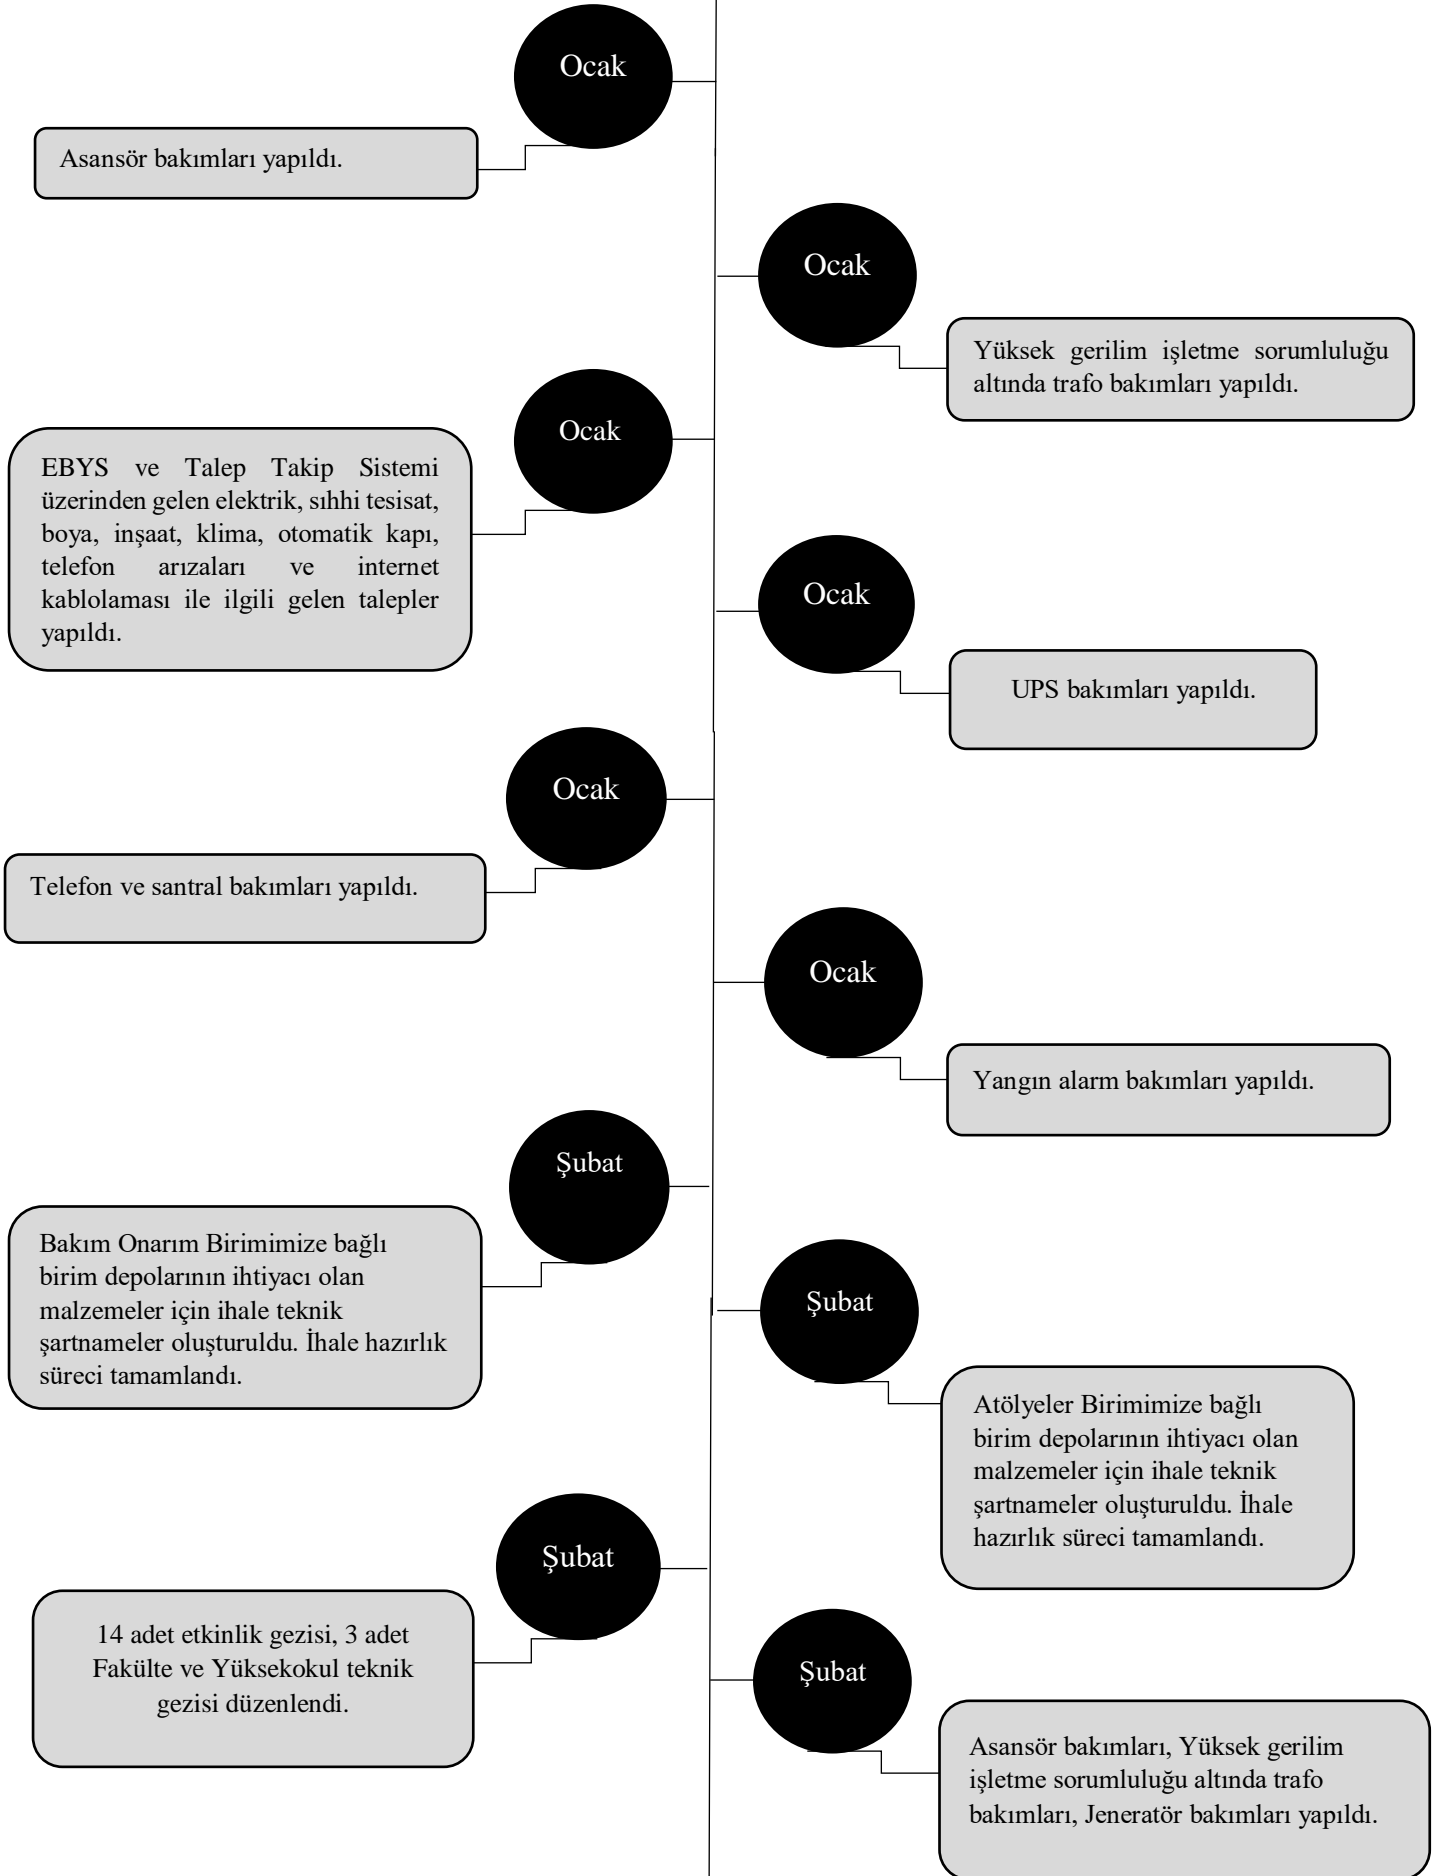 Ocak
Asansör bakımları yapıldı.
Ocak
Yüksek gerilim işletme sorumluluğu
altında trafo bakımları yapıldı.
Ocak
EBYS ve Talep Takip Sistemi
üzerinden gelen elektrik, sıhhi tesisat,
boya, inşaat, klima, otomatik kapı,
telefon arızaları ve internet
kablolaması ile ilgili gelen talepler
yapıldı.
Ocak
UPS bakımları yapıldı.
Ocak
Telefon ve santral bakımları yapıldı.
Ocak
Yangın alarm bakımları yapıldı.
Şubat
Bakım Onarım Birimimize bağlı
birim depolarının ihtiyacı olan
malzemeler için ihale teknik
şartnameler oluşturuldu. İhale hazırlık
süreci tamamlandı.
Şubat
Atölyeler Birimimize bağlı
birim depolarının ihtiyacı olan
malzemeler için ihale teknik
şartnameler oluşturuldu. İhale
hazırlık süreci tamamlandı.
Şubat
14 adet etkinlik gezisi, 3 adet
Fakülte ve Yüksekokul teknik
gezisi düzenlendi.
Şubat
Asansör bakımları, Yüksek gerilim
işletme sorumluluğu altında trafo
bakımları, Jeneratör bakımları yapıldı.